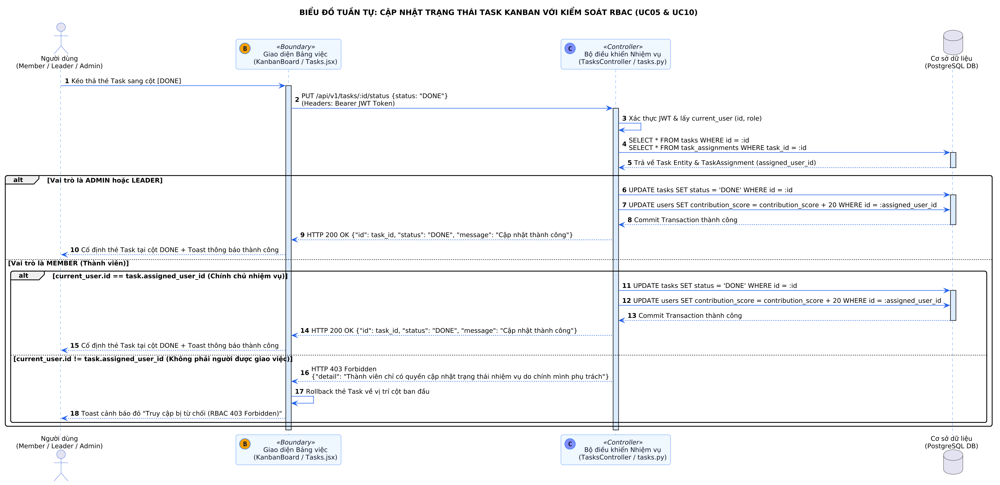 BIỂU ĐỒ TUẦN TỰ: CẬP NHẬT TRẠNG THÁI TASK KANBAN VỚI KIỂM SOÁT RBAC (UC05 & UC10)
Người dùng
(Member / Leader / Admin)
B
«Boundary»
Giao diện Bảng việc
(KanbanBoard / Tasks.jsx)
C
«Controller»
Bộ điều khiển Nhiệm vụ
(TasksController / tasks.py)
Cơ sở dữ liệu
(PostgreSQL DB)
1 Kéo thả thẻ Task sang cột [DONE]
2 PUT /api/v1/tasks/:id/status {status: "DONE"}
(Headers: Bearer JWT Token)
3 Xác thực JWT & lấy current_user (id, role)
4 SELECT * FROM tasks WHERE id = :id
SELECT * FROM task_assignments WHERE task_id = :id
5 Trả về Task Entity & TaskAssignment (assigned_user_id)
alt [Vai trò là ADMIN hoặc LEADER]
6 UPDATE tasks SET status = 'DONE' WHERE id = :id
7 UPDATE users SET contribution_score = contribution_score + 20 WHERE id = :assigned_user_id
8 Commit Transaction thành công
9 HTTP 200 OK {"id": task_id, "status": "DONE", "message": "Cập nhật thành công"}
10 Cố định thẻ Task tại cột DONE + Toast thông báo thành công
[Vai trò là MEMBER (Thành viên)]
alt [current_user.id == task.assigned_user_id (Chính chủ nhiệm vụ)]
11 UPDATE tasks SET status = 'DONE' WHERE id = :id
12 UPDATE users SET contribution_score = contribution_score + 20 WHERE id = :assigned_user_id
13 Commit Transaction thành công
14 HTTP 200 OK {"id": task_id, "status": "DONE", "message": "Cập nhật thành công"}
15 Cố định thẻ Task tại cột DONE + Toast thông báo thành công
[current_user.id != task.assigned_user_id (Không phải người được giao việc)]
16 HTTP 403 Forbidden
{"detail": "Thành viên chỉ có quyền cập nhật trạng thái nhiệm vụ do chính mình phụ trách"}
17 Rollback thẻ Task về vị trí cột ban đầu
18 Toast cảnh báo đỏ "Truy cập bị từ chối (RBAC 403 Forbidden)"
Người dùng
(Member / Leader / Admin)
B
«Boundary»
Giao diện Bảng việc
(KanbanBoard / Tasks.jsx)
C
«Controller»
Bộ điều khiển Nhiệm vụ
(TasksController / tasks.py)
Cơ sở dữ liệu
(PostgreSQL DB)